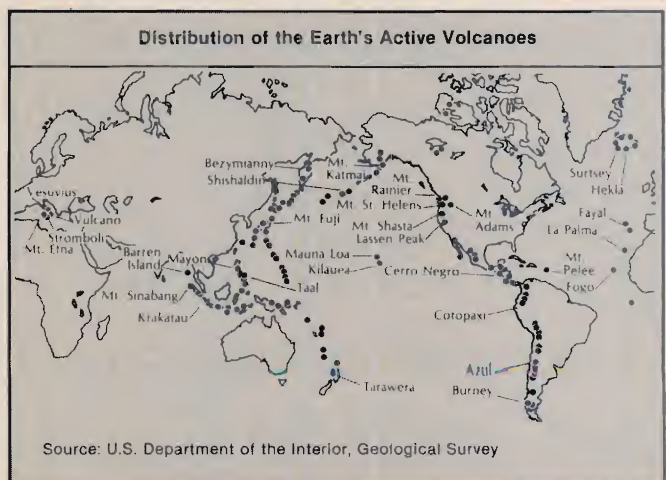 Distribution of the Earth's Active Volcanoes
Bezymianny
Shishaldin
Mt.
Katmai
Mt.
Rainier
Mt. St. Helens
Mt. Shasta
Lassen Peak
Mt.
Adams
Surtsey
Hekla
Vesuvius
Vulcano
Stromboli
Mt. Etna
Mt. Fuji
Barren
Island
Mayon
Taal
Mt. Sinabang
Krakatau
Mauna Loa
Kilauea
Cerro Negro
Fayal
La Palma
Mt.
Pelee
Fogo
Cotopaxi
Azul
Burney
Tarawera
Source: U.S. Department of the Interior, Geological Survey